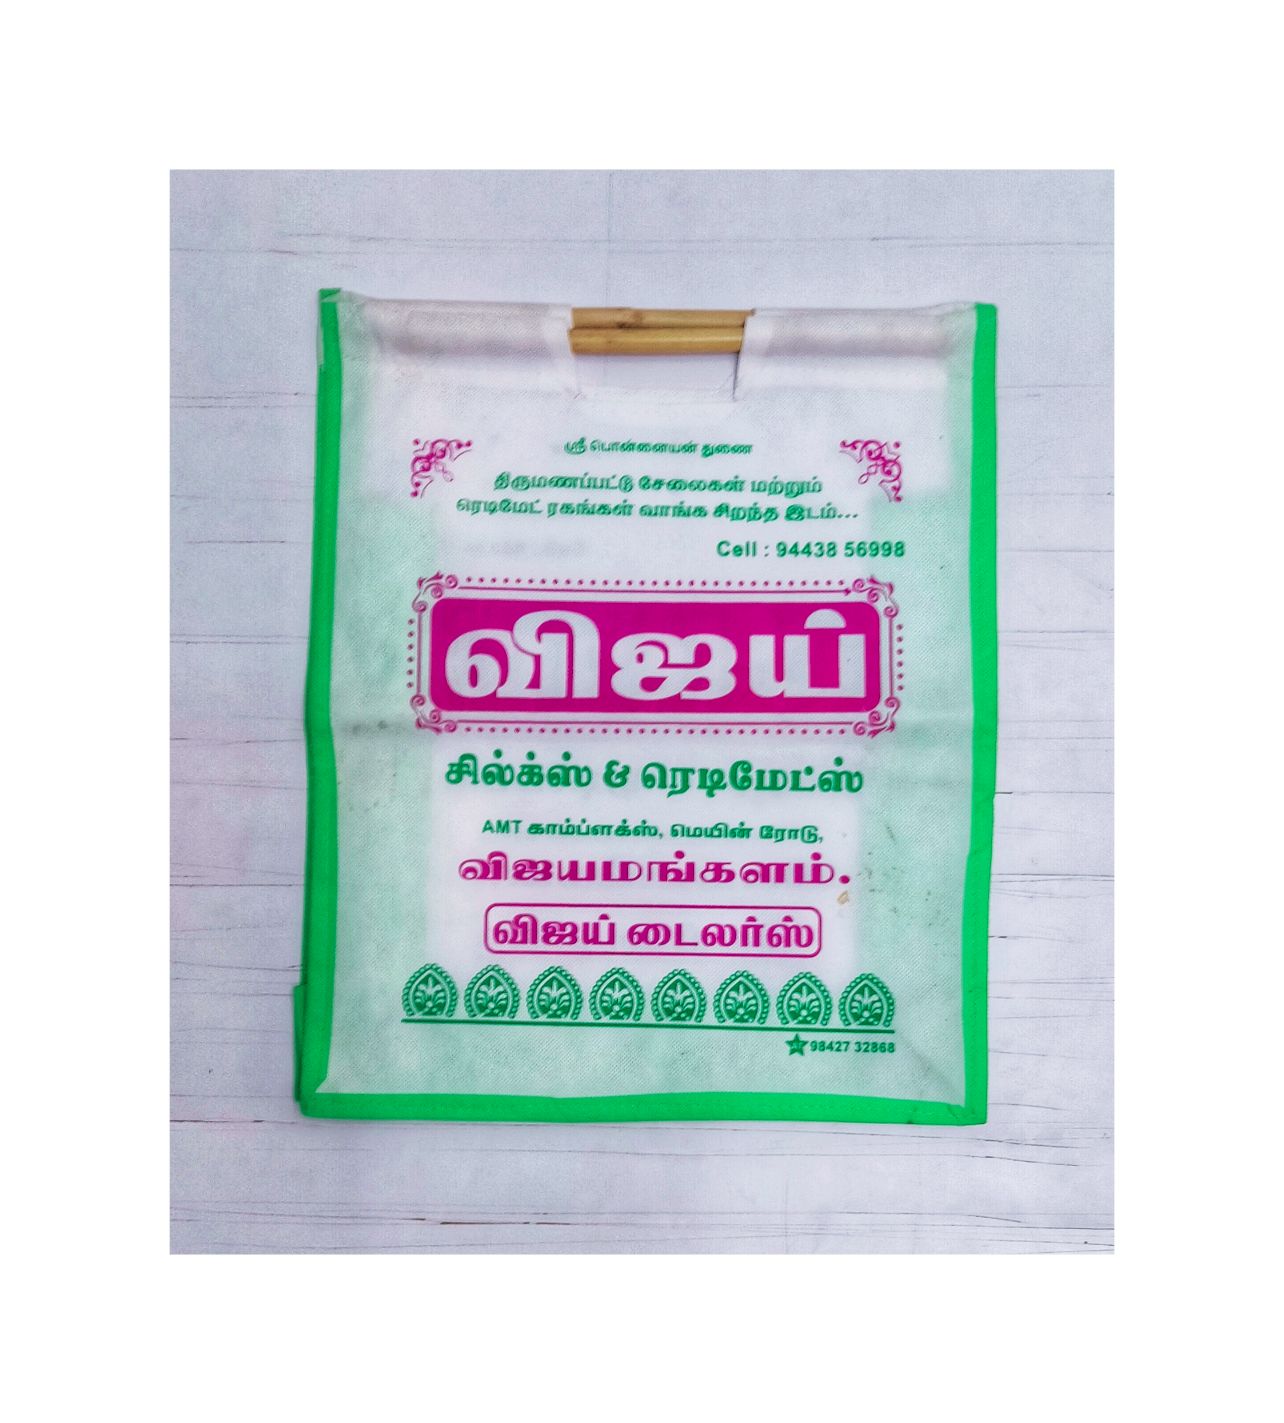 ஸ்ரீ பொன்னையன் துணை
திருமணப்பட்டு சேலைகள் மற்றும்
ரெடிமேட் ரகங்கள் வாங்க சிறந்த இடம்...
Cell : 94438 56998
விஜய்
சில்க்ஸ் & ரெடிமேட்ஸ்
AMT காம்ப்ளக்ஸ், மெயின் ரோடு,
விஜயமங்களம்.
விஜய் டைலர்ஸ்
98427 32868